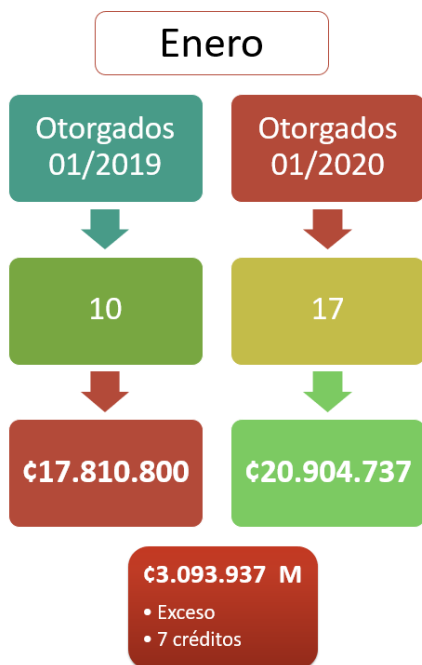 Enero
Otorgados
01/2019
Otorgados
01/2020
10
17
¢17.810.800
¢20.904.737
¢3.093.937 M
• Exceso
• 7 créditos